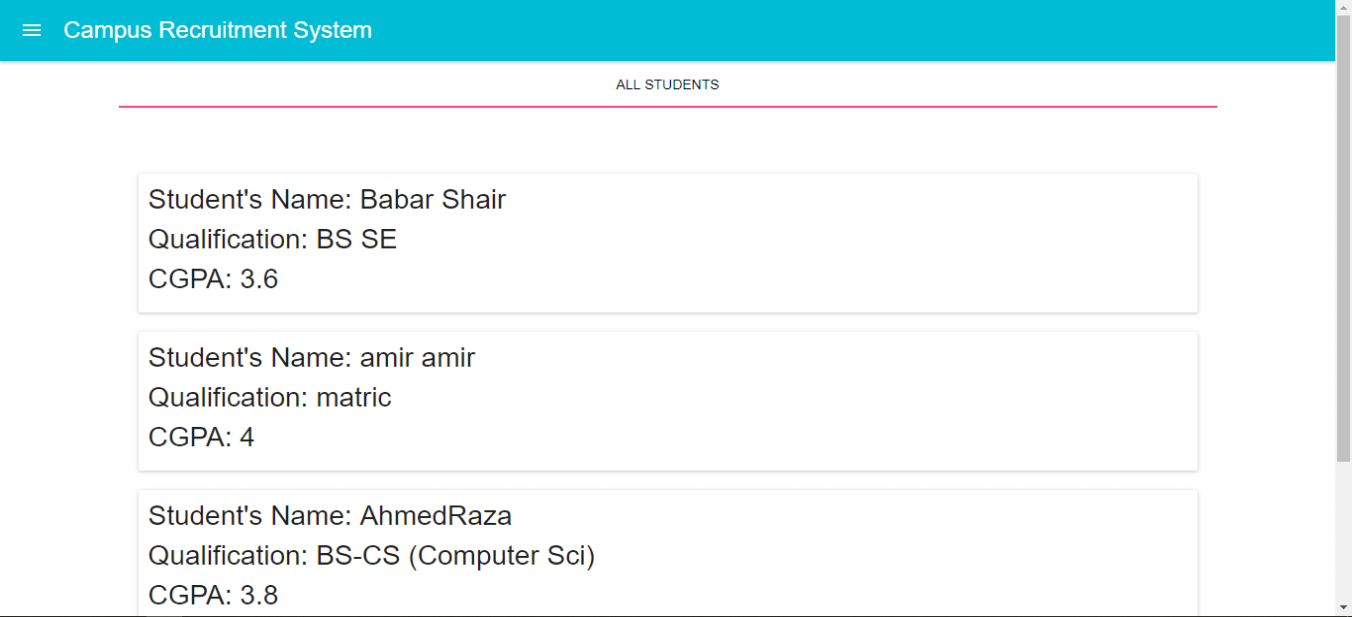 Campus Recruitment System
ALL STUDENTS
Student's Name: Babar Shair
Qualification: BS SE
CGPA: 3.6
Student's Name: amir amir
Qualification: matric
CGPA: 4
Student's Name: AhmedRaza
Qualification: BS-CS (Computer Sci)
CGPA: 3.8